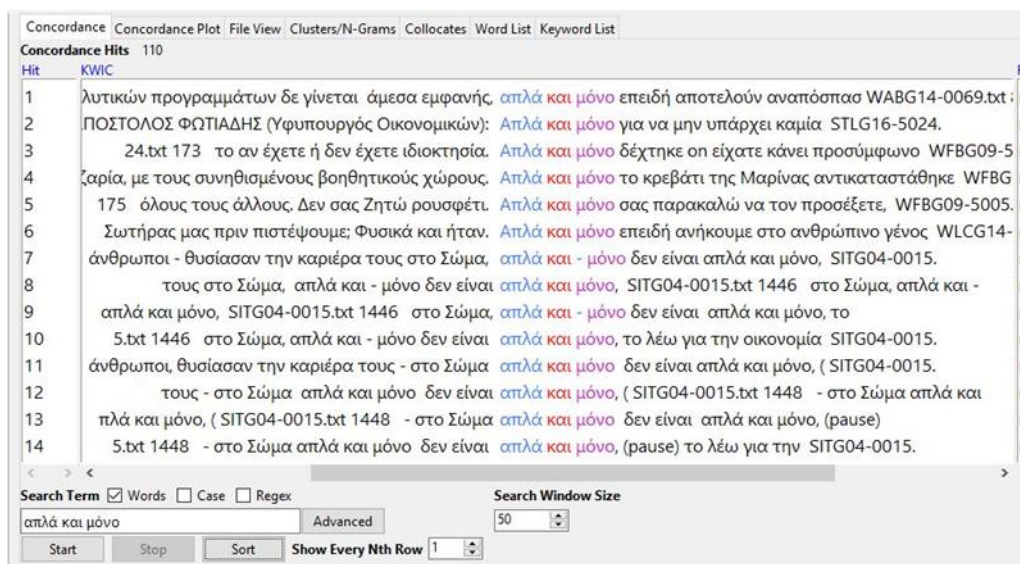 Concordance Concordance Plot File View Clusters/N-Grams Collocates Word List Keyword List
Concordance Hits 110
Hit KWIC
1 λυτικών προγραμμάτων δε γίνεται άμεσα εμφανής, απλά και μόνο επειδή αποτελούν αναπόσπασ WABG14-0069.txt
2 ΠΟΣΤΟΛΟΣ ΦΩΤΙΑΔΗΣ (Υφυπουργός Οικονομικών): Απλά και μόνο για να μην υπάρχει καμία STLG16-5024.
3 24.txt 173 το αν έχετε ή δεν έχετε ιδιοκτησία. Απλά και μόνο δέχτηκε on είχατε κάνει προσύμφωνο WFBG09-5
4 ζαρία, με τους συνηθισμένους βοηθητικούς χώρους. Απλά και μόνο το κρεβάτι της Μαρίνας αντικαταστάθηκε WFBG
5 175 όλους τους άλλους. Δεν σας Ζητώ ρουσφέτι. Απλά και μόνο σας παρακαλώ να τον προσέξετε, WFBG09-5005.
6 Σωτήρας μας πριν πιστέψουμε; Φυσικά και ήταν. Απλά και μόνο επειδή ανήκουμε στο ανθρώπινο γένος WLCG14-
7 άνθρωποι - θυσίασαν την καριέρα τους στο Σώμα, απλά και - μόνο δεν είναι απλά και μόνο, SITG04-0015.
8 τους στο Σώμα, απλά και - μόνο δεν είναι απλά και μόνο, SITG04-0015.txt 1446 στο Σώμα, απλά και -
9 απλά και μόνο, SITG04-0015.txt 1446 στο Σώμα, απλά και - μόνο δεν είναι απλά και μόνο, το
10 5.txt 1446 στο Σώμα, απλά και - μόνο δεν είναι απλά και μόνο, το λέω για την οικονομία SITG04-0015.
11 άνθρωποι, θυσίασαν την καριέρα τους - στο Σώμα απλά και μόνο δεν είναι απλά και μόνο, ( SITG04-0015.
12 τους - στο Σώμα απλά και μόνο δεν είναι απλά και μόνο, ( SITG04-0015.txt 1448 - στο Σώμα απλά και
13 πλά και μόνο, ( SITG04-0015.txt 1448 - στο Σώμα απλά και μόνο δεν είναι απλά και μόνο, (pause)
14 5.txt 1448 - στο Σώμα απλά και μόνο δεν είναι απλά και μόνο, (pause) το λέω για την SITG04-0015.
Search Term Words Case Regex Search Window Size
απλά και μόνο Advanced 50
Start Stop Sort Show Every Nth Row 1